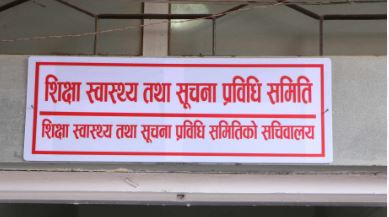 शिक्षा स्वास्थ्य तथा सूचना प्रविधि समिति
शिक्षा स्वास्थ्य तथा सूचना प्रविधि समितिको सचिवालय